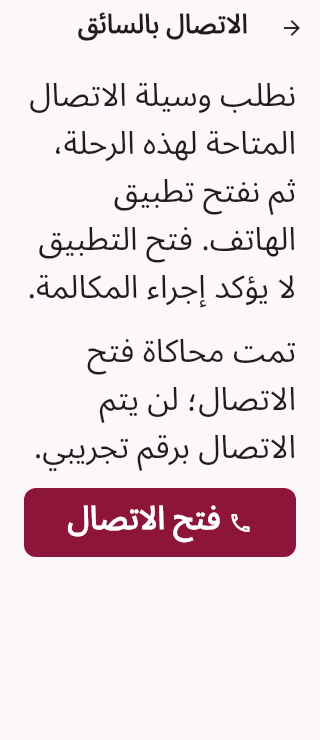 الاتصال بالسائق
نطلب وسيلة الاتصال
المتاحة لهذه الرحلة،
ثم نفتح تطبيق
الهاتف. فتح التطبيق
لا يؤكد إجراء المكالمة.
تمت محاكاة فتح
الاتصال؛ لن يتم
الاتصال برقم تجريبي.
فتح الاتصال